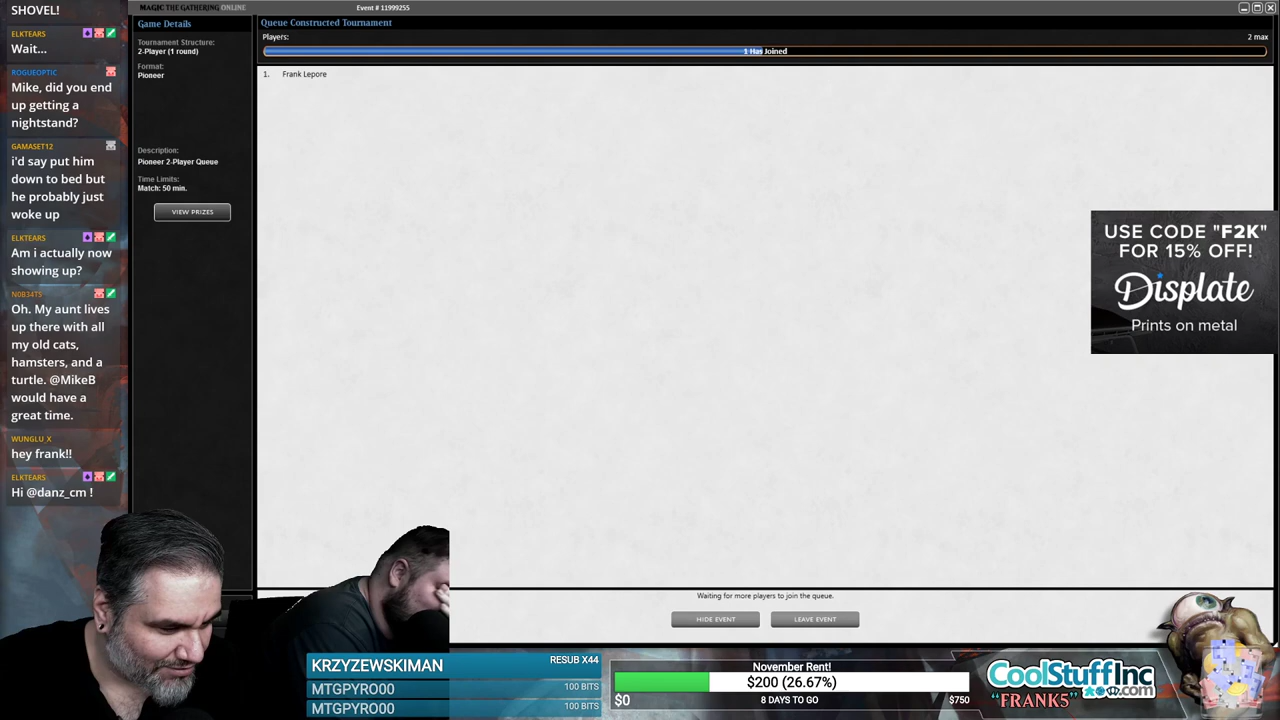 SHOVEL!
ELKTEARS
Wait...
ROGUEOPTIC
Mike, did you end
up getting a
nightstand?
GAMASET12
i'd say put him
down to bed but
he probably just
woke up
ELKTEARS
Am i actually now
showing up?
N0B34TS
Oh. My aunt lives
up there with all
my old cats,
hamsters, and a
turtle. @MikeB
would have a
great time.
WUNGLU_X
hey frank!!
ELKTEARS
Hi @danz_cm !
MAGIC THE GATHERING ONLINE
Event # 11999255
Game Details
Tournament Structure:
2-Player (1 round)
Format:
Pioneer
Description:
Pioneer 2-Player Queue
Time Limits:
Match: 50 min.
VIEW PRIZES
Queue Constructed Tournament
Players:
2 max
1 Has Joined
1. Frank Lepore
USE CODE "F2K"
FOR 15% OFF!
Displate
Prints on metal
Waiting for more players to join the queue.
HIDE EVENT
LEAVE EVENT
KRZYZEWSKIMAN RESUB X44
MTGPYRO00 100 BITS
MTGPYRO00 100 BITS
November Rent!
$200 (26.67%)
$0 8 DAYS TO GO $750
CoolStuffInc
.com
"FRANK5"